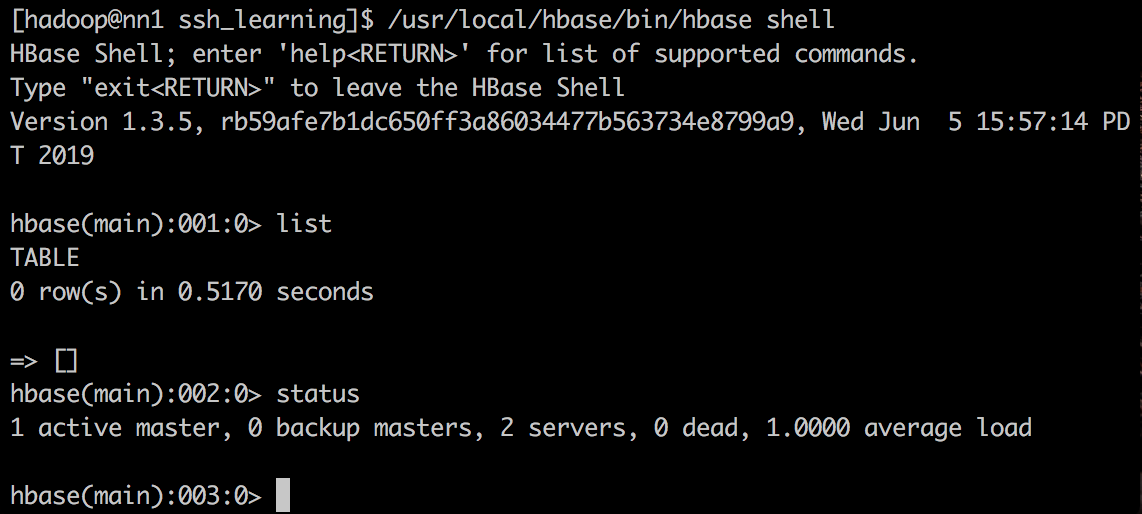 [hadoop@nn1 ssh_learning]$ /usr/local/hbase/bin/hbase shell
HBase Shell; enter 'help<RETURN>' for list of supported commands.
Type "exit<RETURN>" to leave the HBase Shell
Version 1.3.5, rb59afe7b1dc650ff3a86034477b563734e8799a9, Wed Jun  5 15:57:14 PD
T 2019
hbase(main):001:0> list
TABLE
0 row(s) in 0.5170 seconds
=> []
hbase(main):002:0> status
1 active master, 0 backup masters, 2 servers, 0 dead, 1.0000 average load
hbase(main):003:0>